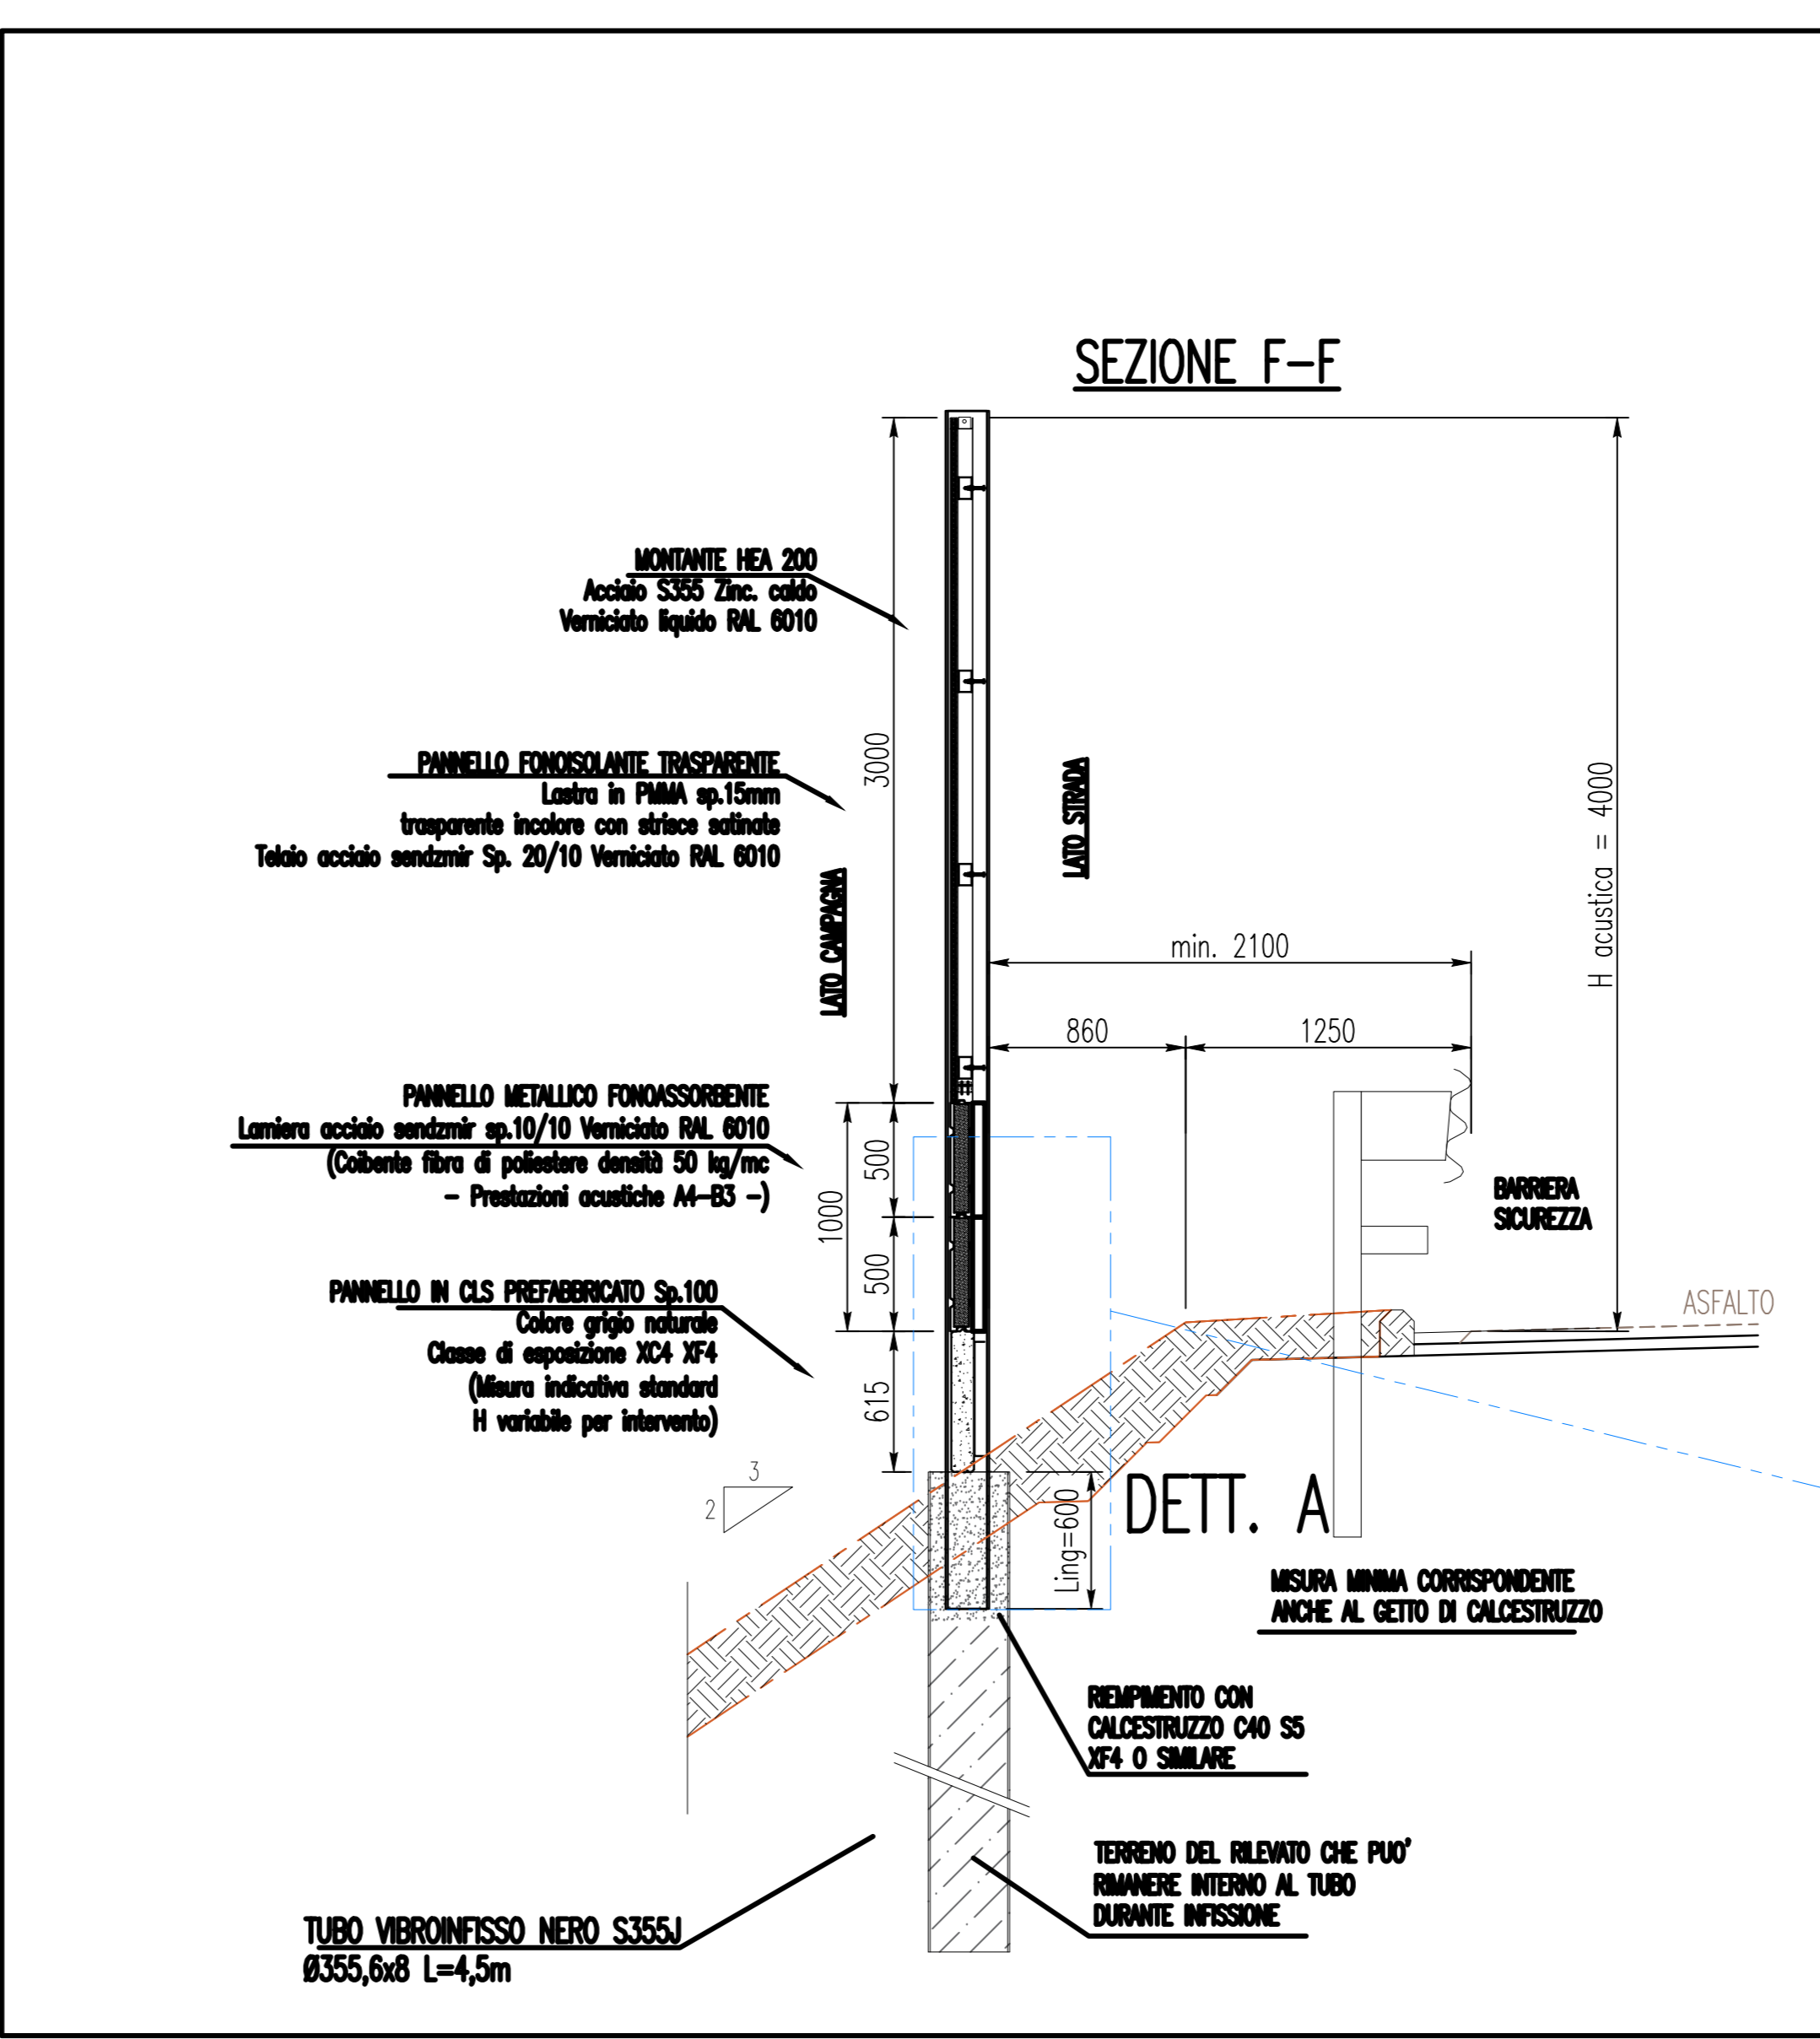 SEZIONE F-F
MONTANTE HEA 200
Acciaio S355 Zinc. caldo
Verniciato liquido RAL 6010
PANNELLO FONOISOLANTE TRASPARENTE
Lastra in PMMA sp.15mm
trasparente incolore con strisce satinate
Telaio acciaio sendzmir Sp. 20/10 Verniciato RAL 6010
3000
LATO STRADA
LATO CAMPAGNA
H acustica = 4000
min. 2100
860
1250
PANNELLO METALLICO FONOASSORBENTE
Lamiera acciaio sendzmir sp.10/10 Verniciato RAL 6010
(Coibente fibra di poliestere densità 50 kg/mc
- Prestazioni acustiche A4-B3 -)
500
1000
500
BARRIERA
SICUREZZA
PANNELLO IN CLS PREFABBRICATO Sp.100
Colore grigio naturale
Classe di esposizione XC4 XF4
(Misura indicativa standard
H variabile per intervento)
615
ASFALTO
3
2
Ling=600
DETT. A
MISURA MINIMA CORRISPONDENTE
ANCHE AL GETTO DI CALCESTRUZZO
RIEMPIMENTO CON
CALCESTRUZZO C40 S5
XF4 O SIMILARE
TERRENO DEL RILEVATO CHE PUO'
RIMANERE INTERNO AL TUBO
DURANTE INFISSIONE
TUBO VIBROINFISSO NERO S355J
Ø355,6x8 L=4,5m